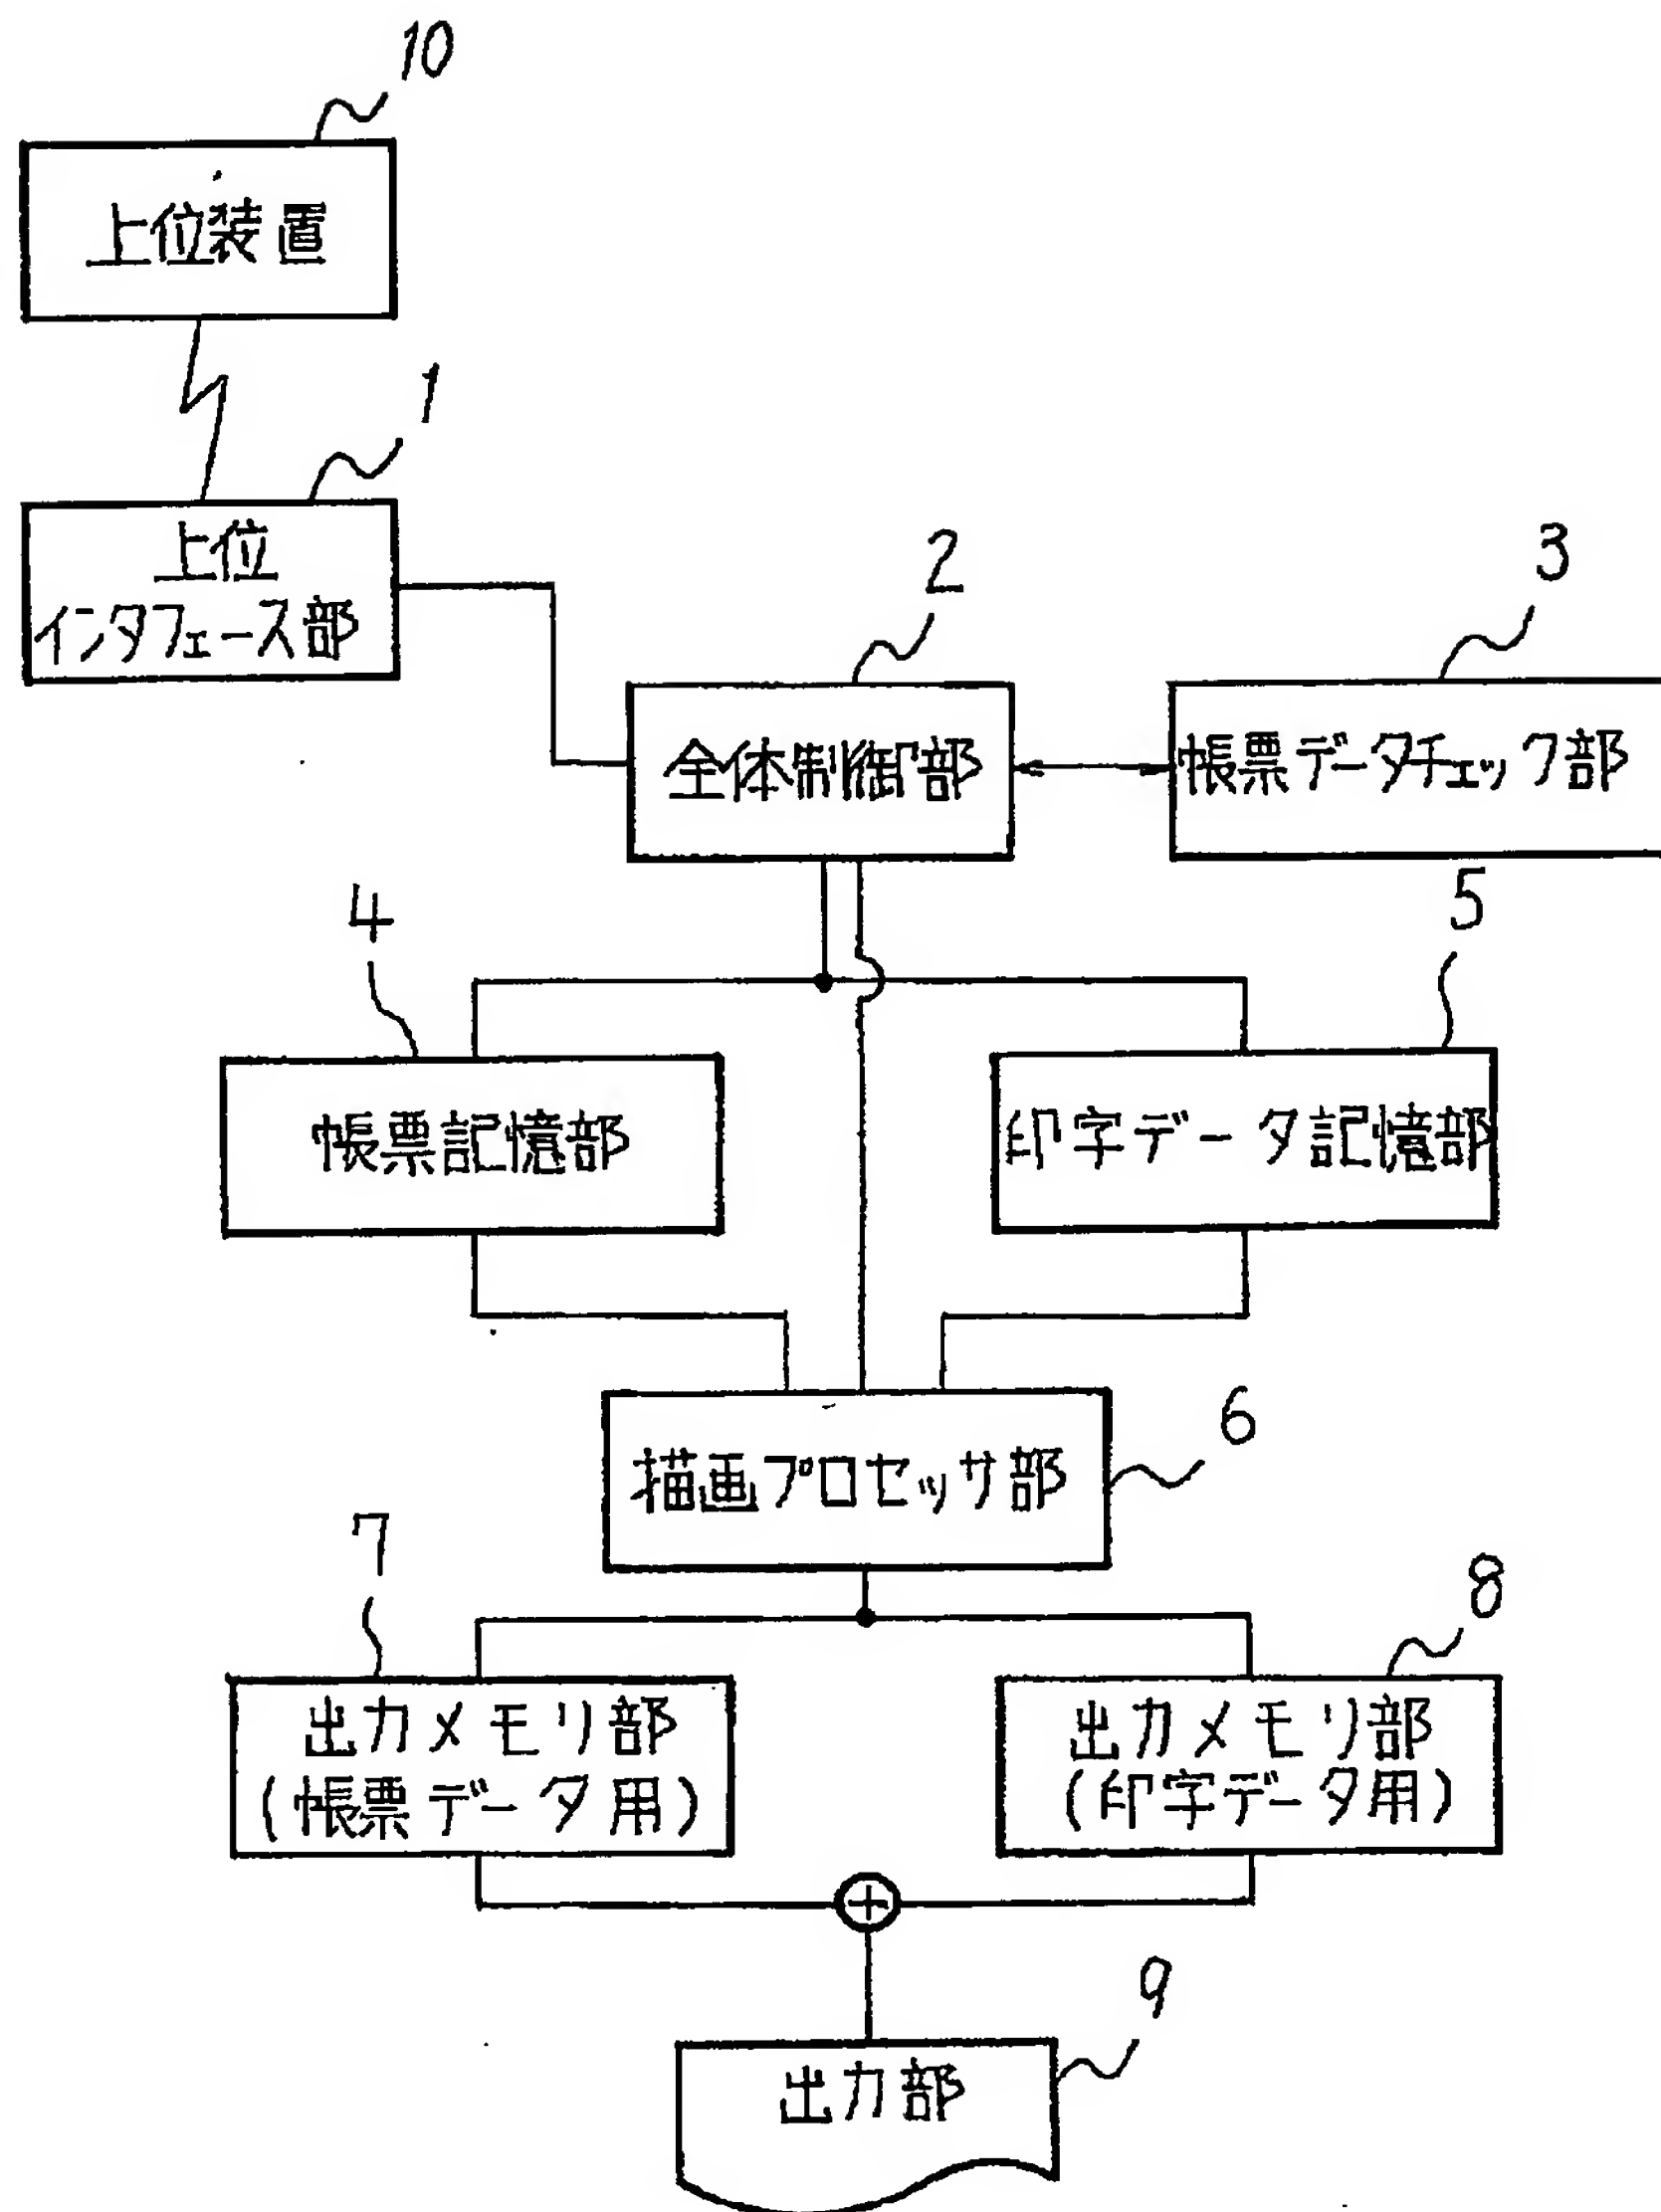 10
上位装置
1
上位
インタフェース部
2
3
全体制御部
帳票データチェック部
4
5
帳票記憶部
印字データ記憶部
6
描画プロセッサ部
7
8
出力メモリ部
(帳票データ用)
出力メモリ部
(印字データ用)
9
出力部